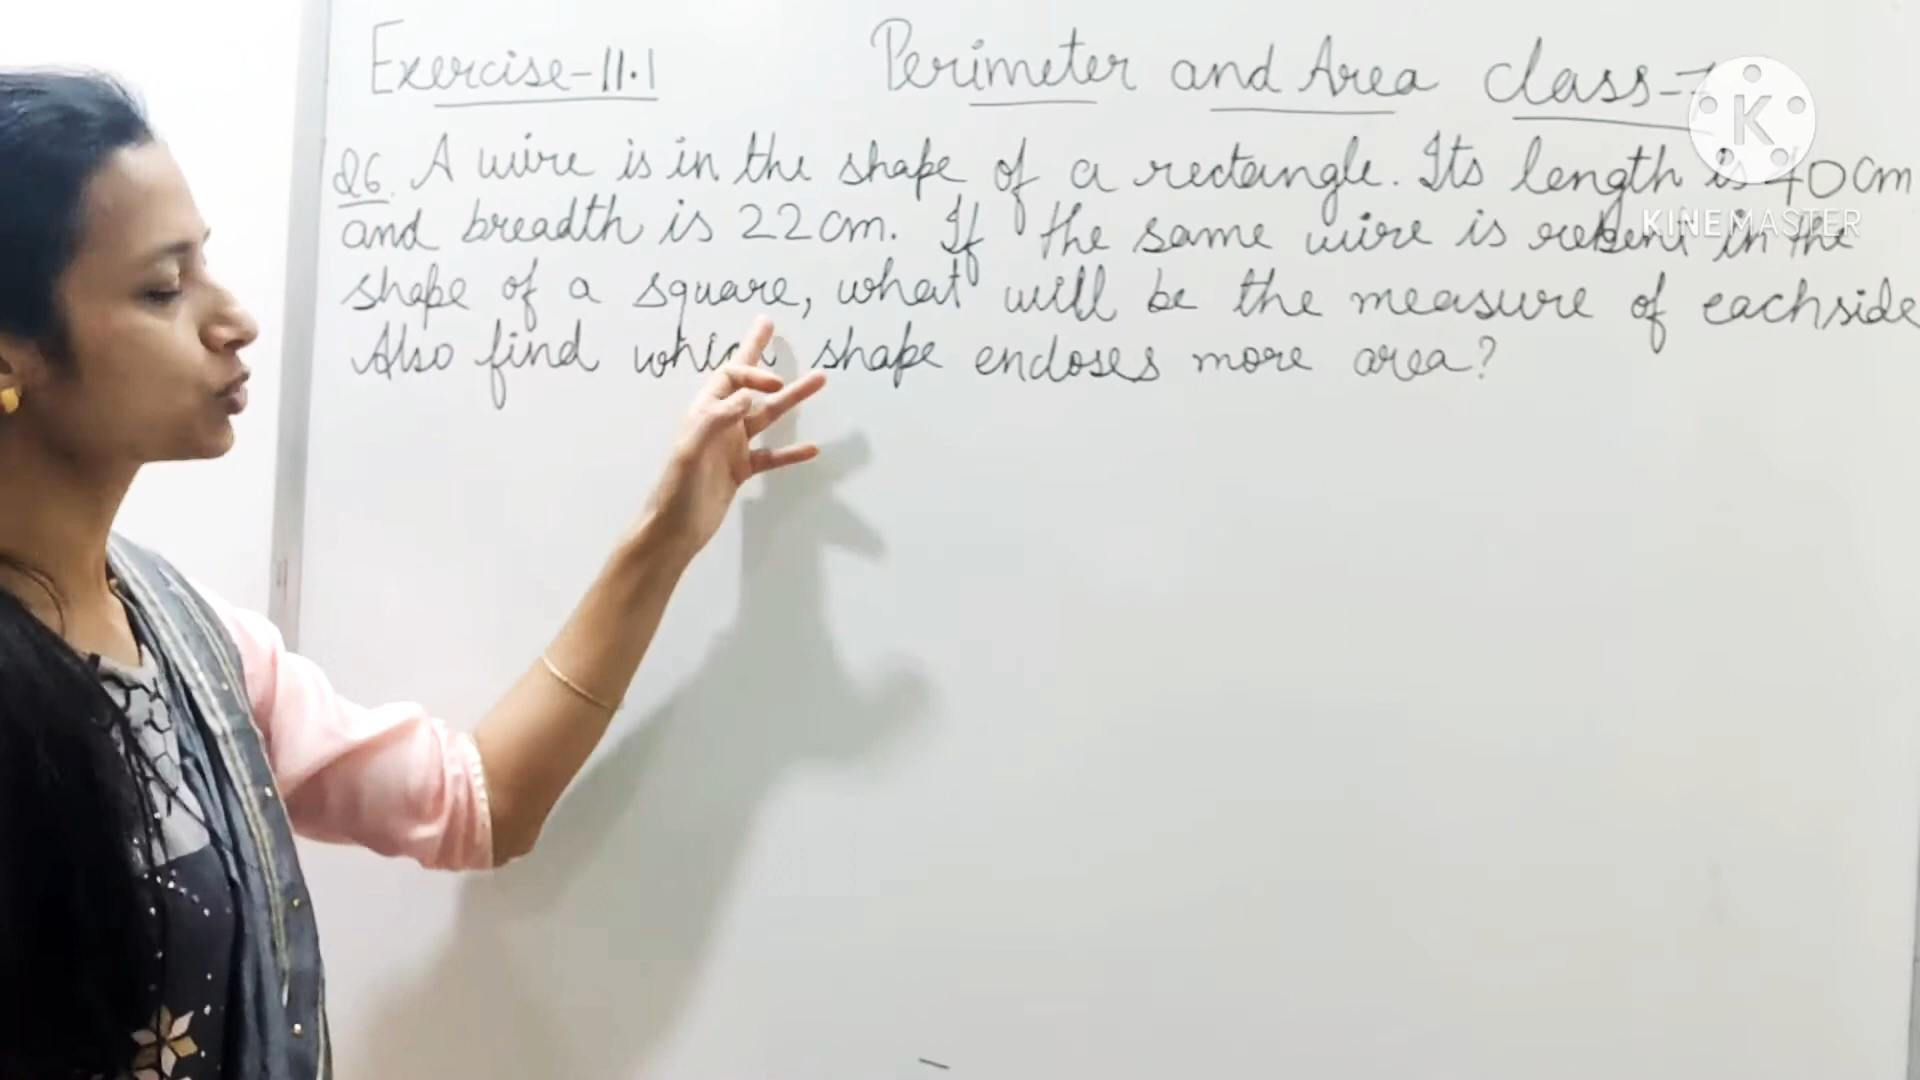 Exercise-11.1 Perimeter and Area class-7
Q6. A wire is in the shape of a rectangle. Its length is 40cm
and breadth is 22cm. If the same wire is rebent in the
shape of a square, what will be the measure of each side
Also find which shape encloses more area?
K
KINEMASTER